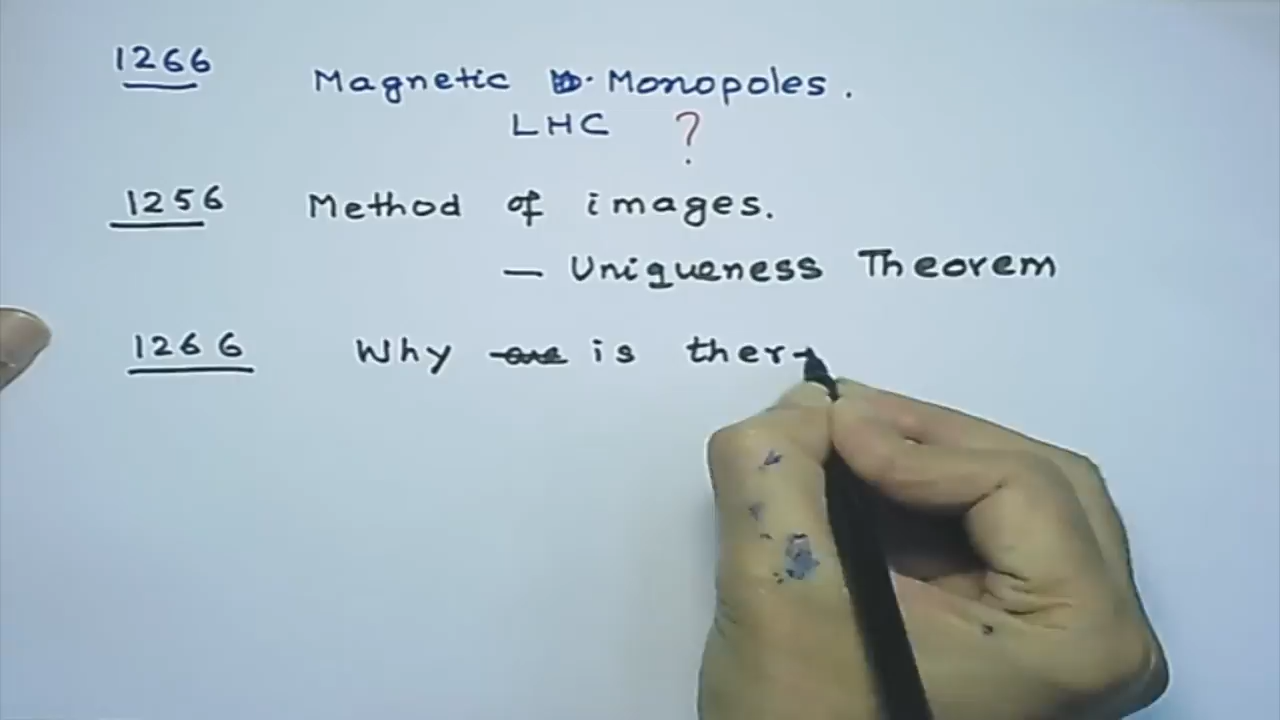 1266 Magnetic Monopoles.
LHC ?
1256 Method of images.
— Uniqueness Theorem
1266 Why is ther